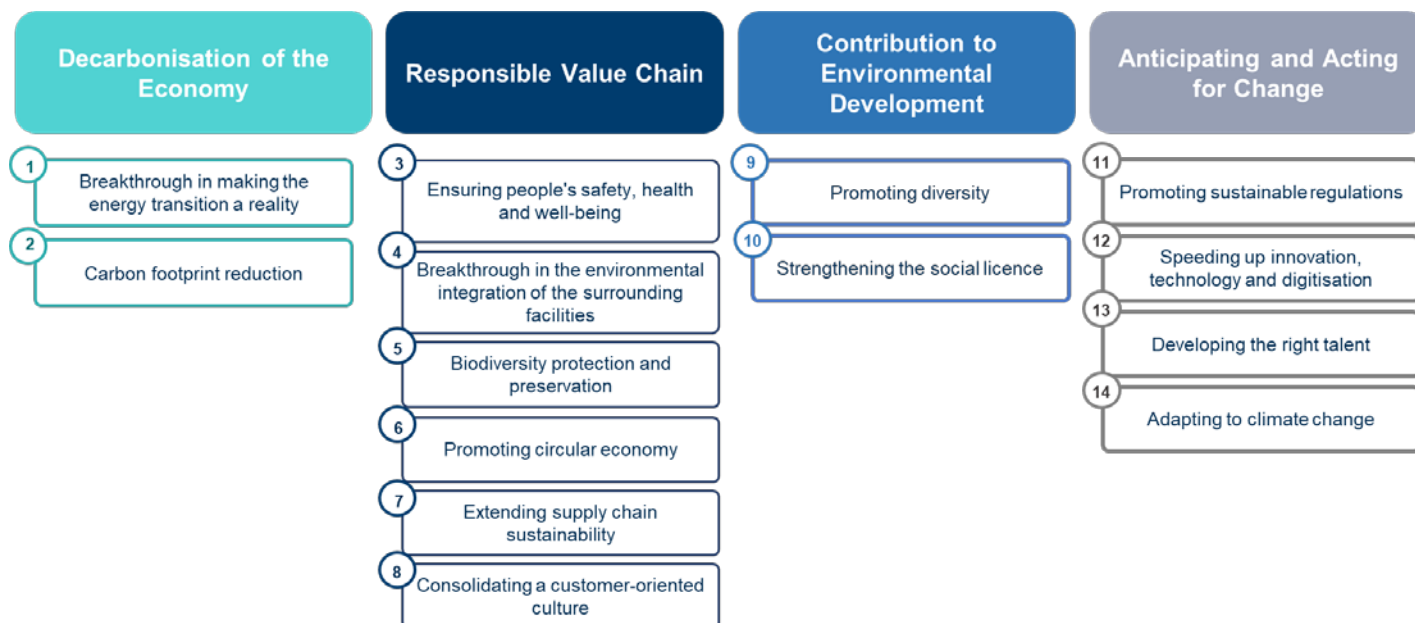 Decarbonisation of the
Economy
1
Breakthrough in making the
energy transition a reality
2
Carbon footprint reduction
Responsible Value Chain
3
Ensuring people's safety, health
and well-being
4
Breakthrough in the environmental
integration of the surrounding
facilities
5
Biodiversity protection and
preservation
6
Promoting circular economy
7
Extending supply chain
sustainability
8
Consolidating a customer-oriented
culture
Contribution to
Environmental
Development
9
Promoting diversity
10
Strengthening the social licence
Anticipating and Acting
for Change
11
Promoting sustainable regulations
12
Speeding up innovation,
technology and digitisation
13
Developing the right talent
14
Adapting to climate change